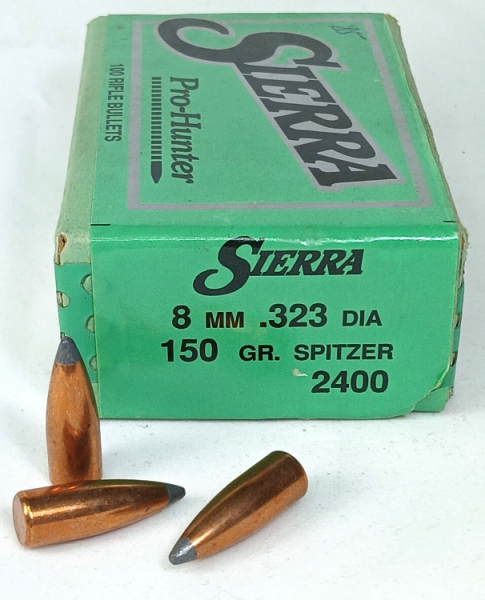 SIERRA
Pro-Hunter
100 RIFLE BULLETS
SIERRA
8 MM .323 DIA
150 GR. SPITZER
2400